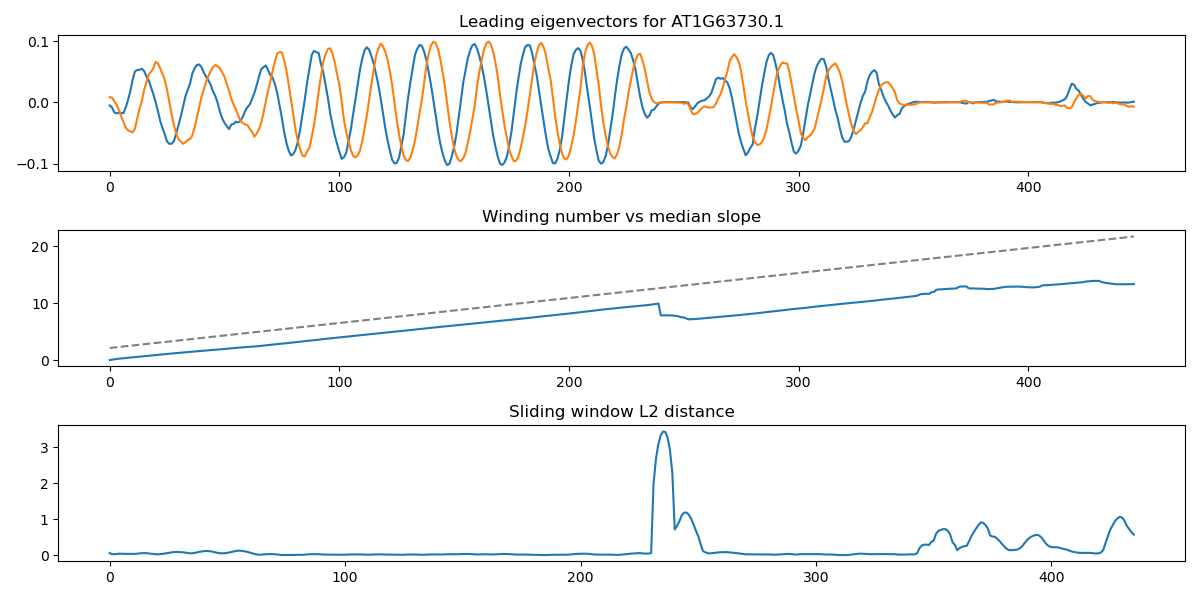 Leading eigenvectors for AT1G63730.1
0.1
0.0
−0.1
0 100 200 300 400
Winding number vs median slope
20
10
0
0 100 200 300 400
Sliding window L2 distance
3
2
1
0
0 100 200 300 400